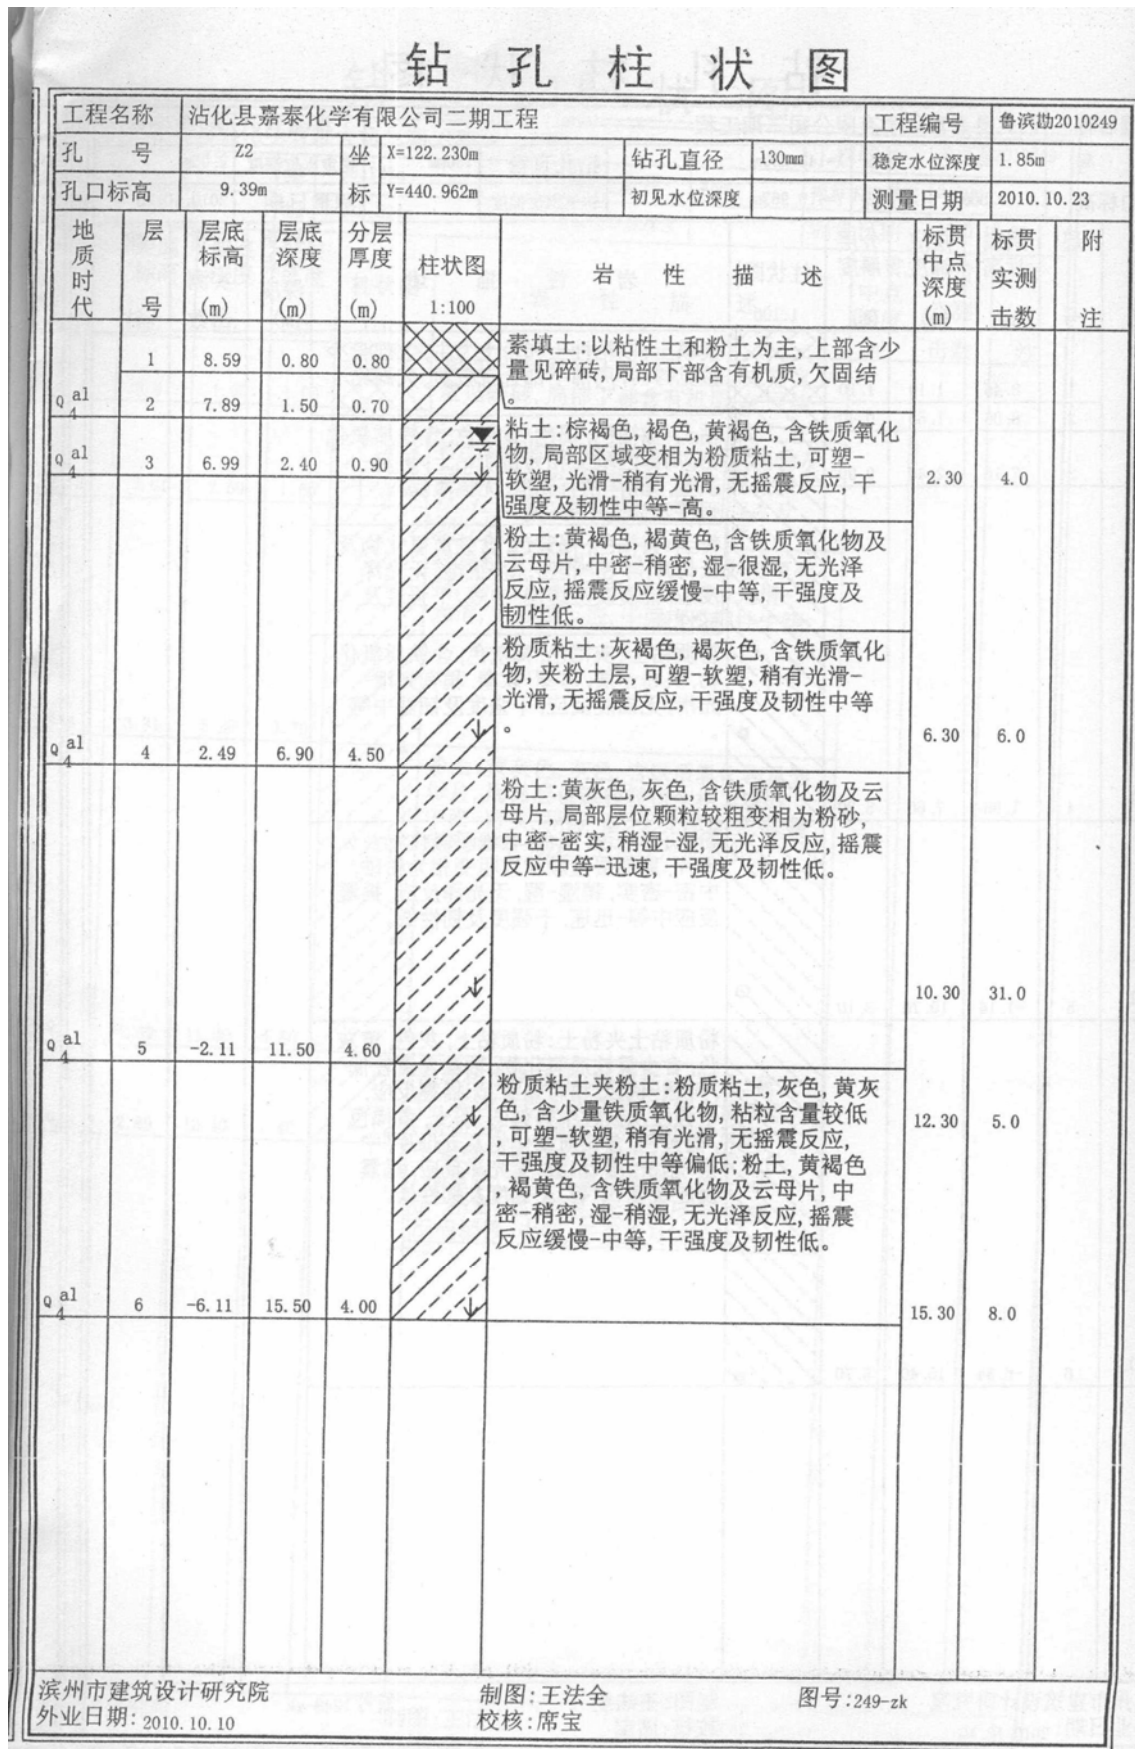 钻孔柱状图
工程名称 沾化县嘉泰化学有限公司二期工程 工程编号 鲁滨勘2010249
孔号 Z2 坐标 X=122.230m 钻孔直径 130mm 稳定水位深度 1.85m
孔口标高 9.39m Y=440.962m 初见水位深度 测量日期 2010.10.23
地质时代 层号 层底标高(m) 层底深度(m) 分层厚度(m) 柱状图1:100 岩性描述 标贯中点深度(m) 标贯实测击数 附注
1 8.59 0.80 0.80
素填土:以粘性土和粉土为主,上部含少
量见碎砖,局部下部含有机质,欠固结
。
Q4al 2 7.89 1.50 0.70
粘土:棕褐色,褐色,黄褐色,含铁质氧化
物,局部区域变相为粉质粘土,可塑-
软塑,光滑-稍有光滑,无摇震反应,干
强度及韧性中等-高。
Q4al 3 6.99 2.40 0.90 2.30 4.0
粉土:黄褐色,褐黄色,含铁质氧化物及
云母片,中密-稍密,湿-很湿,无光泽
反应,摇震反应缓慢-中等,干强度及
韧性低。
粉质粘土:灰褐色,褐灰色,含铁质氧化
物,夹粉土层,可塑-软塑,稍有光滑-
光滑,无摇震反应,干强度及韧性中等
。
6.30 6.0
Q4al 4 2.49 6.90 4.50
粉土:黄灰色,灰色,含铁质氧化物及云
母片,局部层位颗粒较粗变相为粉砂,
中密-密实,稍湿-湿,无光泽反应,摇震
反应中等-迅速,干强度及韧性低。
10.30 31.0
Q4al 5 -2.11 11.50 4.60
粉质粘土夹粉土:粉质粘土,灰色,黄灰
色,含少量铁质氧化物,粘粒含量较低
,可塑-软塑,稍有光滑,无摇震反应,
干强度及韧性中等偏低;粉土,黄褐色
,褐黄色,含铁质氧化物及云母片,中
密-稍密,湿-稍湿,无光泽反应,摇震
反应缓慢-中等,干强度及韧性低。
12.30 5.0
Q4al 6 -6.11 15.50 4.00 15.30 8.0
滨州市建筑设计研究院 制图:王法全 图号:249-zk
外业日期:2010.10.10 校核:席宝